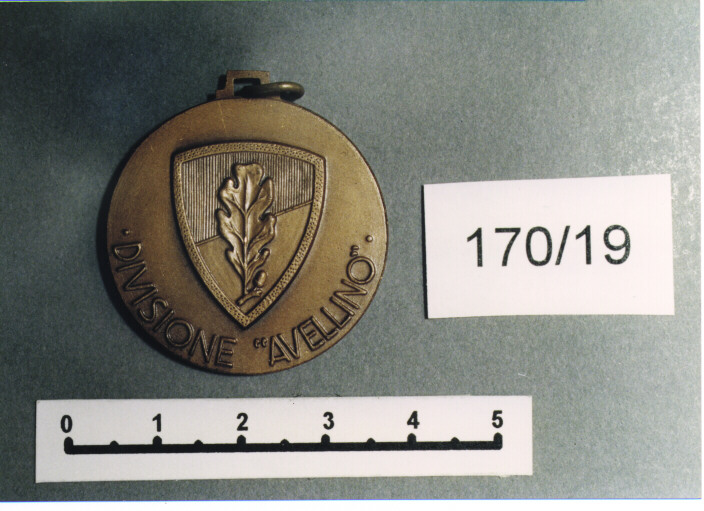 · DIVISIONE "AVELLINO" ·
170/19
0 1 2 3 4 5